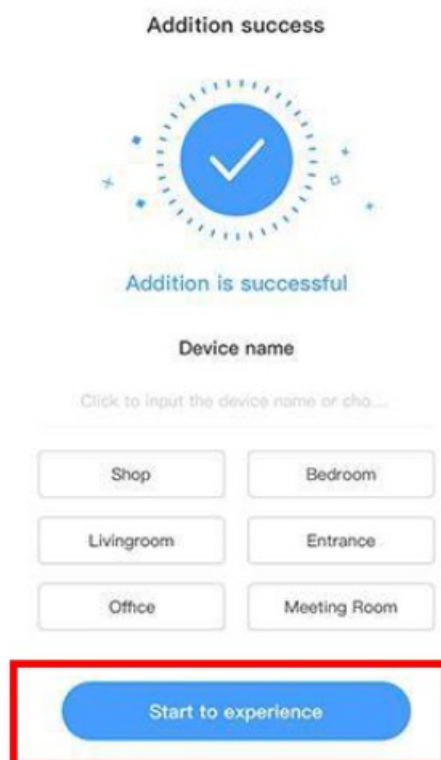 Addition success
Addition is successful
Device name
Click to input the device name or cho...
Shop Bedroom
Livingroom Entrance
Office Meeting Room
Start to experience